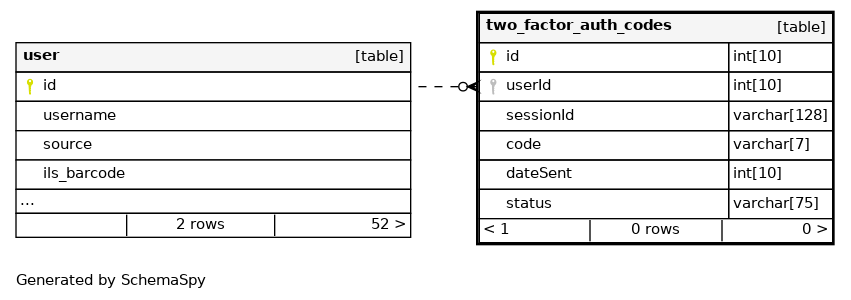 user [table]
id
username
source
ils_barcode
...
2 rows 52 >
two_factor_auth_codes [table]
id int[10]
userId int[10]
sessionId varchar[128]
code varchar[7]
dateSent int[10]
status varchar[75]
< 1 0 rows 0 >
Generated by SchemaSpy